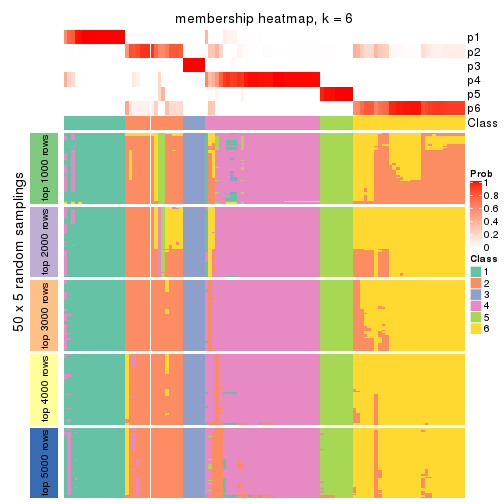 membership heatmap, k = 6
p1
p2
p3
p4
p5
p6
Class
50 x 5 random samplings
top 1000 rows
top 2000 rows
top 3000 rows
top 4000 rows
top 5000 rows
Prob
1
0.8
0.6
0.4
0.2
0
Class
1
2
3
4
5
6